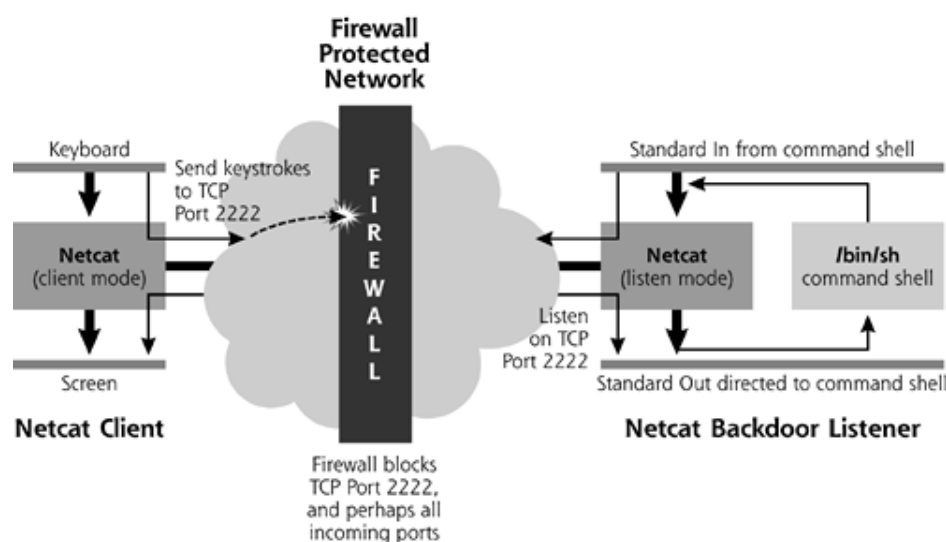 Firewall
Protected
Network
Keyboard
Send keystrokes
to TCP
Port 2222
Netcat
(client mode)
Screen
Netcat Client
FIREWALL
Firewall blocks
TCP Port 2222,
and perhaps all
incoming ports
Standard In from command shell
Netcat
(listen mode)
/bin/sh
command shell
Listen
on TCP
Port 2222
Standard Out directed to command shell
Netcat Backdoor Listener